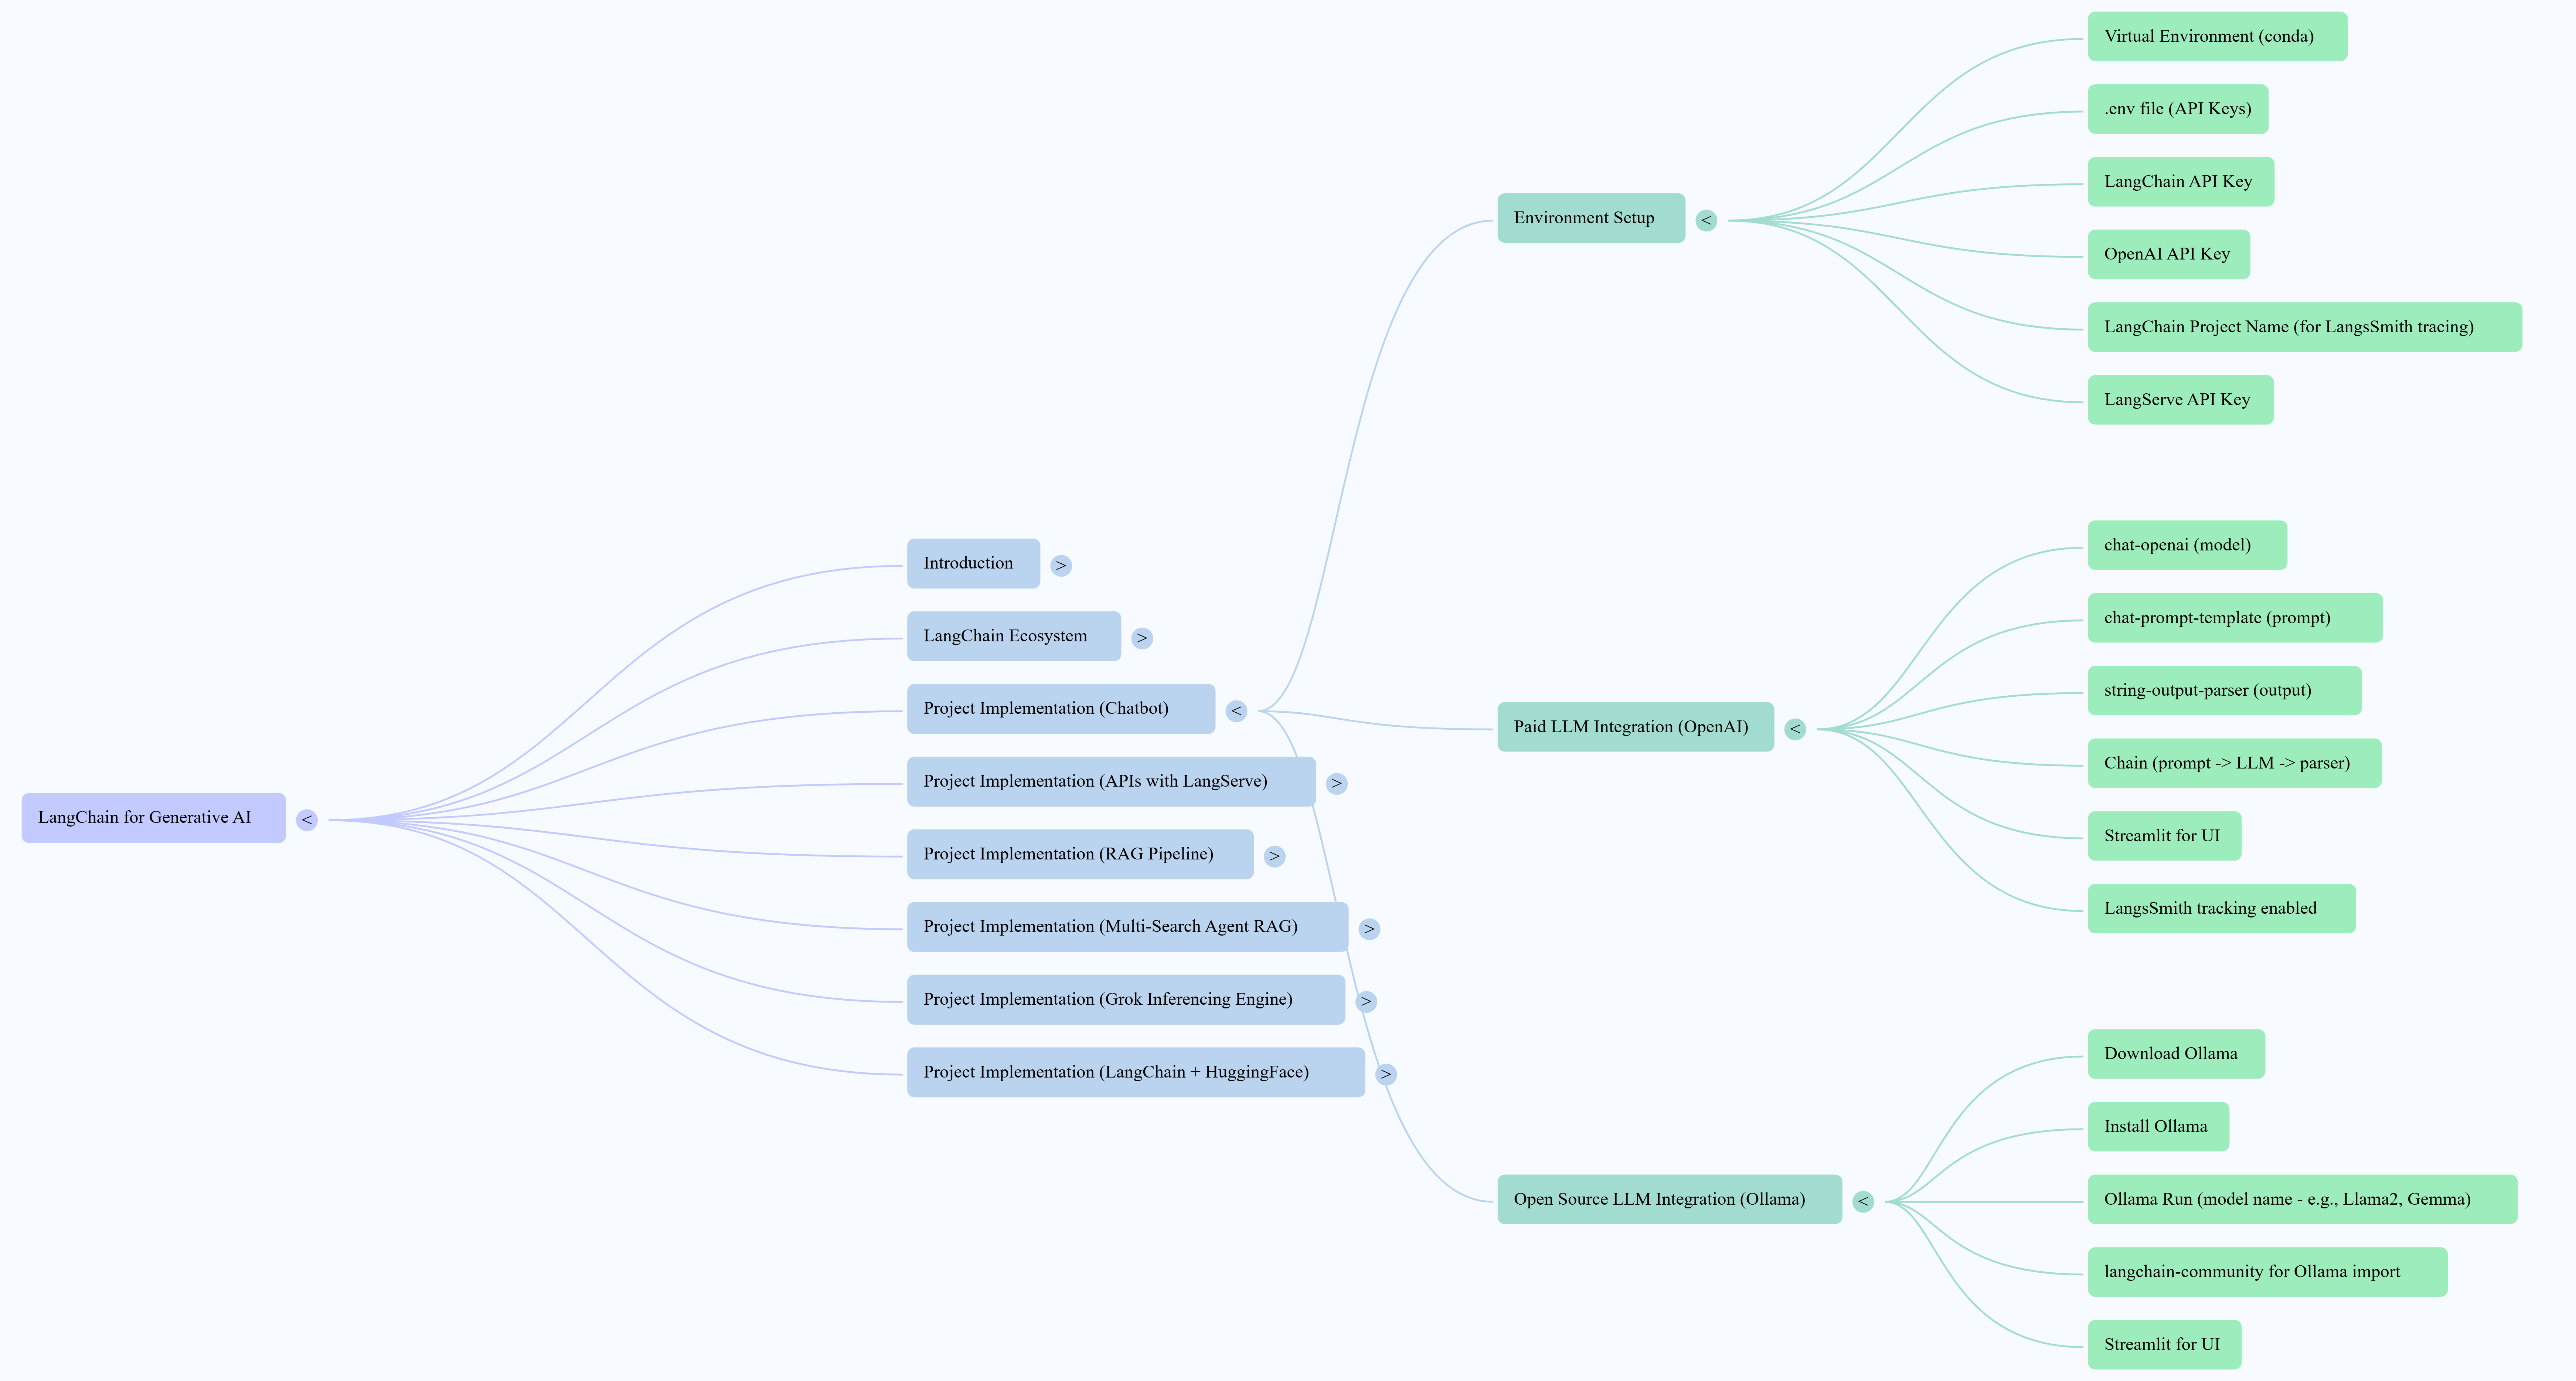 LangChain for Generative AI
<
Introduction
>
LangChain Ecosystem
>
Project Implementation (Chatbot)
<
Project Implementation (APIs with LangServe)
>
Project Implementation (RAG Pipeline)
>
Project Implementation (Multi-Search Agent RAG)
>
Project Implementation (Grok Inferencing Engine)
>
Project Implementation (LangChain + HuggingFace)
>
Environment Setup
<
Virtual Environment (conda)
.env file (API Keys)
LangChain API Key
OpenAI API Key
LangChain Project Name (for LangsSmith tracing)
LangServe API Key
Paid LLM Integration (OpenAI)
<
chat-openai (model)
chat-prompt-template (prompt)
string-output-parser (output)
Chain (prompt -> LLM -> parser)
Streamlit for UI
LangsSmith tracking enabled
Open Source LLM Integration (Ollama)
<
Download Ollama
Install Ollama
Ollama Run (model name - e.g., Llama2, Gemma)
langchain-community for Ollama import
Streamlit for UI